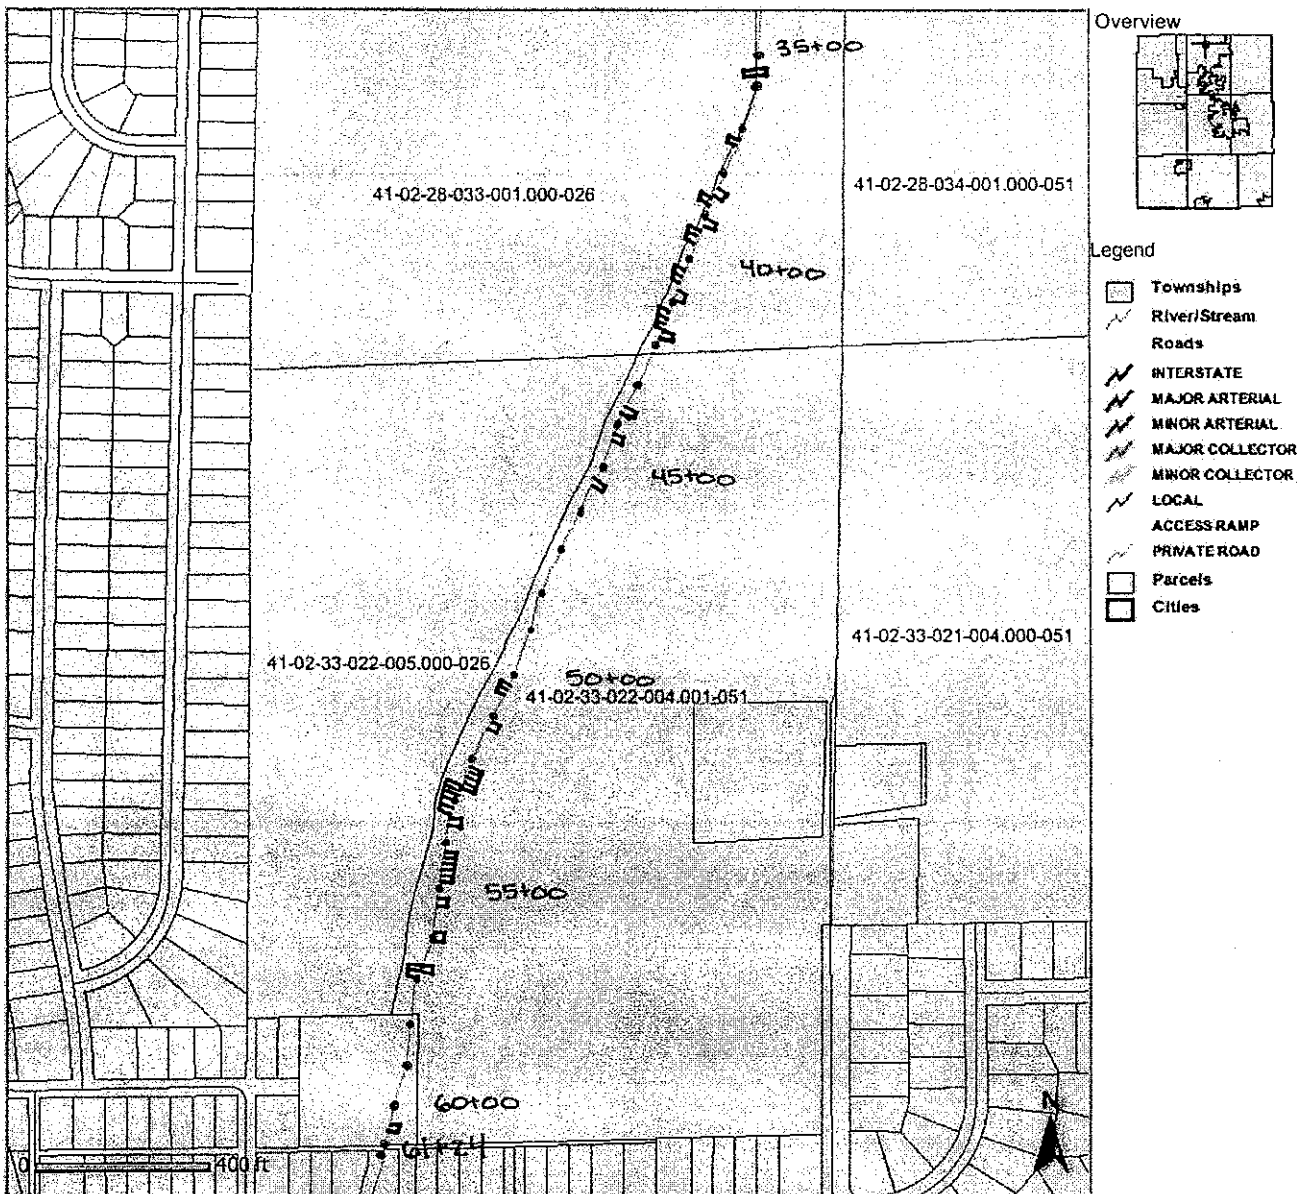 35+00
41-02-28-033-001.000-026
41-02-28-034-001.000-051
40+00
45+00
41-02-33-022-005.000-026
50+00
41-02-33-022-004.001-051
41-02-33-021-004.000-051
55+00
60+00
61+24
0 400 ft
N
Overview
Legend
Townships
River/Stream
Roads
INTERSTATE
MAJOR ARTERIAL
MINOR ARTERIAL
MAJOR COLLECTOR
MINOR COLLECTOR
LOCAL
ACCESS RAMP
PRIVATE ROAD
Parcels
Cities